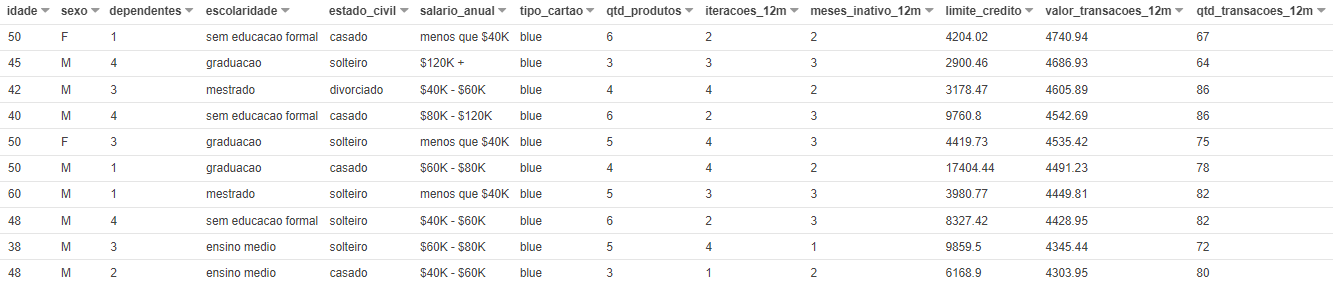 idade sexo dependentes escolaridade estado_civil salario_anual tipo_cartao qtd_produtos iteracoes_12m meses_inativo_12m limite_credito valor_transacoes_12m qtd_transacoes_12m
50 F 1 sem educacao formal casado menos que $40K blue 6 2 2 4204.02 4740.94 67
45 M 4 graduacao solteiro $120K + blue 3 3 3 2900.46 4686.93 64
42 M 3 mestrado divorciado $40K - $60K blue 4 4 2 3178.47 4605.89 86
40 M 4 sem educacao formal casado $80K - $120K blue 6 2 3 9760.8 4542.69 86
50 F 3 graduacao solteiro menos que $40K blue 5 4 3 4419.73 4535.42 75
50 M 1 graduacao casado $60K - $80K blue 4 4 2 17404.44 4491.23 78
60 M 1 mestrado solteiro menos que $40K blue 5 3 3 3980.77 4449.81 82
48 M 4 sem educacao formal solteiro $40K - $60K blue 6 2 3 8327.42 4428.95 82
38 M 3 ensino medio solteiro $60K - $80K blue 5 4 1 9859.5 4345.44 72
48 M 2 ensino medio casado $40K - $60K blue 3 1 2 6168.9 4303.95 80